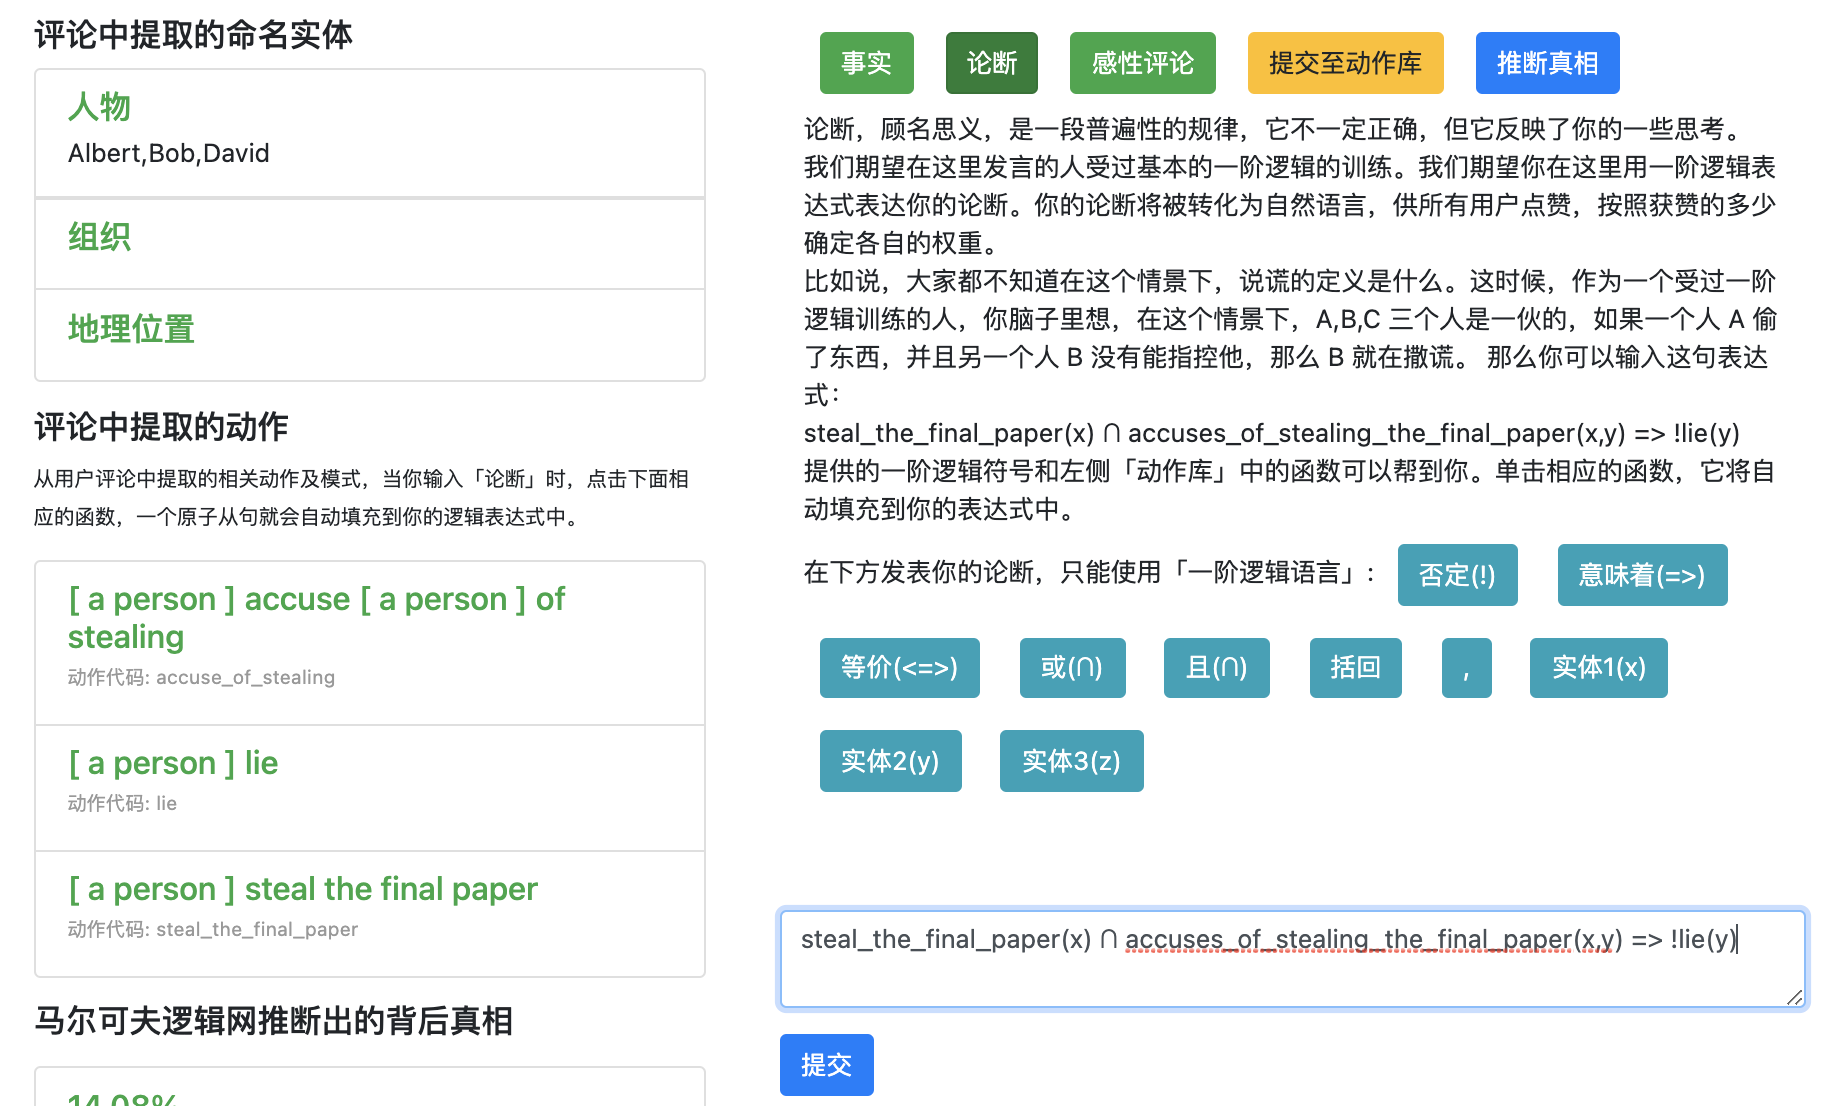 评论中提取的命名实体
人物
Albert,Bob,David
组织
地理位置
评论中提取的动作
从用户评论中提取的相关动作及模式，当你输入「论断」时，点击下面相
应的函数，一个原子从句就会自动填充到你的逻辑表达式中。
[ a person ] accuse [ a person ] of
stealing
动作代码: accuse_of_stealing
[ a person ] lie
动作代码: lie
[ a person ] steal the final paper
动作代码: steal_the_final_paper
马尔可夫逻辑网推断出的背后真相
14.08%
事实 论断 感性评论 提交至动作库 推断真相
论断，顾名思义，是一段普遍性的规律，它不一定正确，但它反映了你的一些思考。
我们期望在这里发言的人受过基本的一阶逻辑的训练。我们期望你在这里用一阶逻辑表
达式表达你的论断。你的论断将被转化为自然语言，供所有用户点赞，按照获赞的多少
确定各自的权重。
比如说，大家都不知道在这个情景下，说谎的定义是什么。这时候，作为一个受过一阶
逻辑训练的人，你脑子里想，在这个情景下，A,B,C 三个人是一伙的，如果一个人 A 偷
了东西，并且另一个人 B 没有能指控他，那么 B 就在撒谎。 那么你可以输入这句表达
式：
steal_the_final_paper(x) ∩ accuses_of_stealing_the_final_paper(x,y) => !lie(y)
提供的一阶逻辑符号和左侧「动作库」中的函数可以帮到你。单击相应的函数，它将自
动填充到你的表达式中。
在下方发表你的论断，只能使用「一阶逻辑语言」： 否定(!) 意味着(=>)
等价(<=>) 或(∩) 且(∩) 括回 , 实体1(x)
实体2(y) 实体3(z)
steal_the_final_paper(x) ∩ accuses_of_stealing_the_final_paper(x,y) => !lie(y)
提交